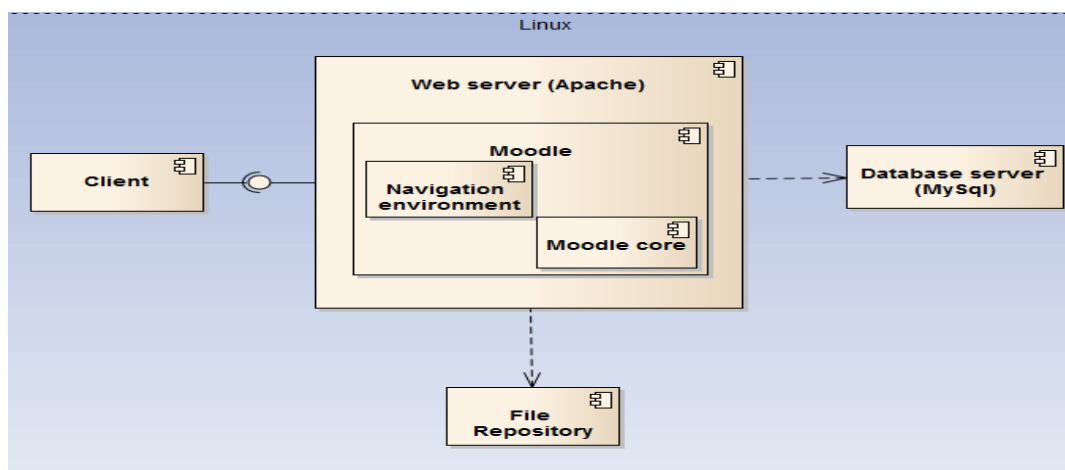 Linux
Web server (Apache)
Moodle
Navigation
environment
Moodle core
Client
Database server
(MySql)
File
Repository